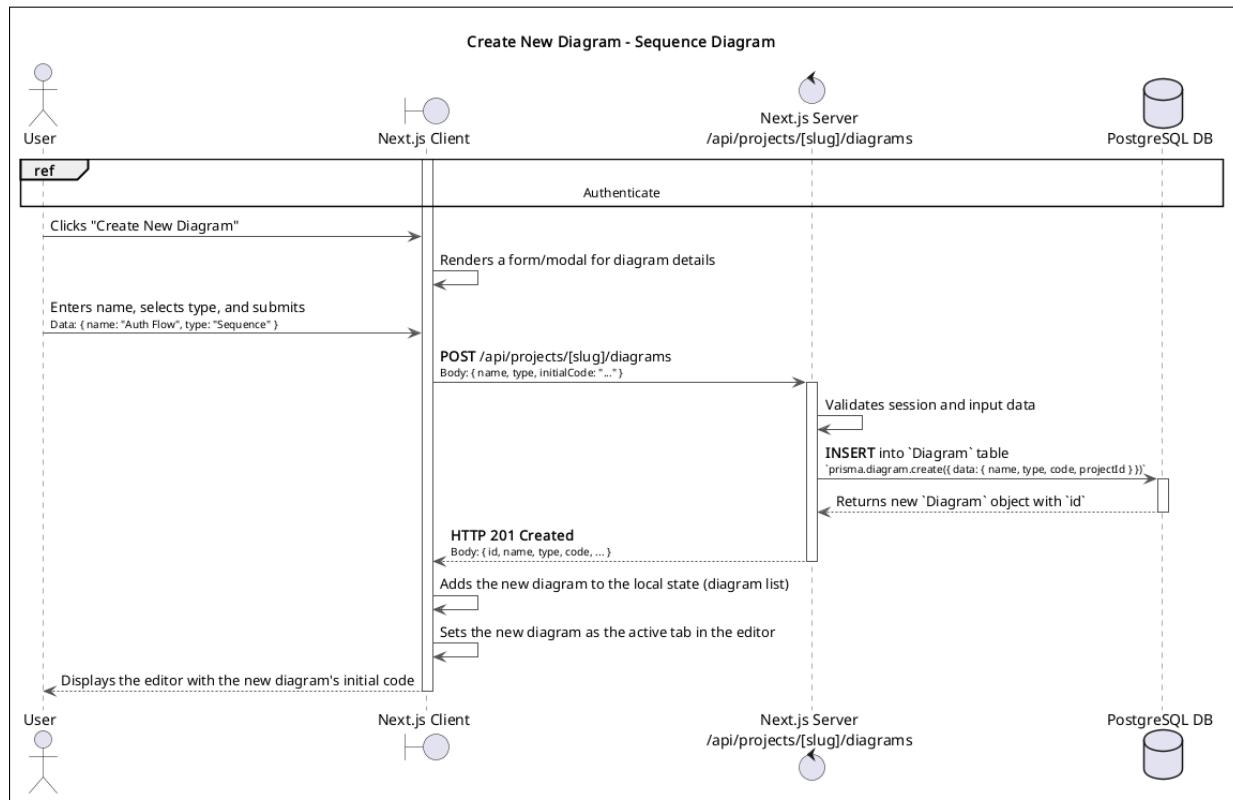 Create New Diagram - Sequence Diagram
User
Next.js Client
Next.js Server
/api/projects/[slug]/diagrams
PostgreSQL DB
ref
Authenticate
Clicks "Create New Diagram"
Renders a form/modal for diagram details
Enters name, selects type, and submits
Data: { name: "Auth Flow", type: "Sequence" }
POST /api/projects/[slug]/diagrams
Body: { name, type, initialCode: "..." }
Validates session and input data
INSERT into `Diagram` table
`prisma.diagram.create({ data: { name, type, code, projectId } })`
Returns new `Diagram` object with `id`
HTTP 201 Created
Body: { id, name, type, code, ... }
Adds the new diagram to the local state (diagram list)
Sets the new diagram as the active tab in the editor
Displays the editor with the new diagram's initial code
User
Next.js Client
Next.js Server
/api/projects/[slug]/diagrams
PostgreSQL DB